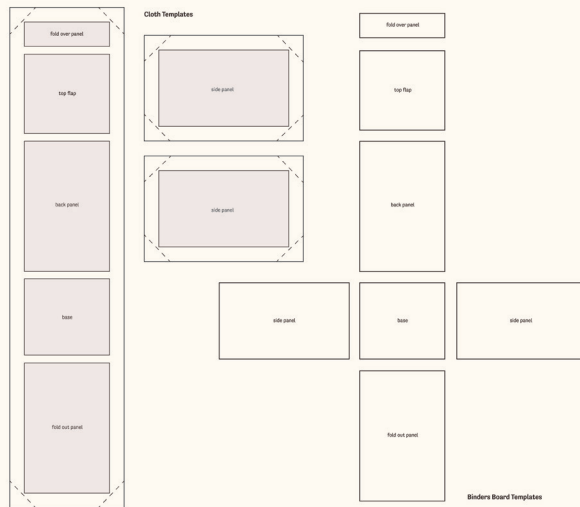 Cloth Templates
fold over panel
top flap
back panel
base
fold out panel
side panel
side panel
fold over panel
top flap
back panel
side panel
base
side panel
fold out panel
Binders Board Templates